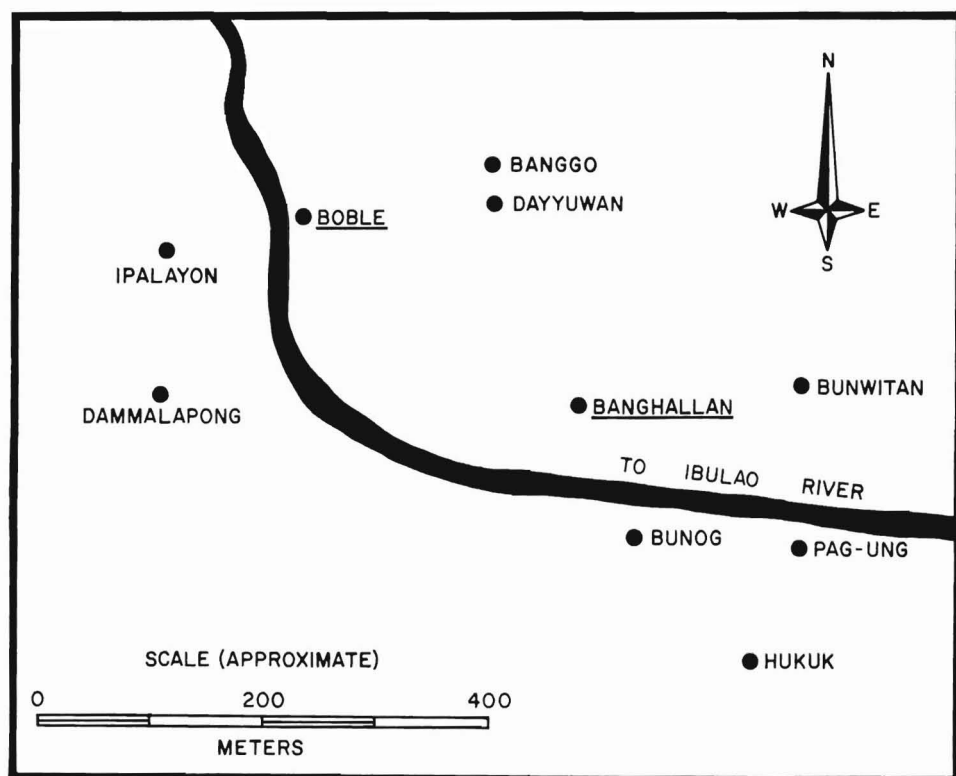 N
BANGGO
DAYYUWAN
W E
BOBLE
S
IPALAYON
BUNWITAN
DAMMALAPONG
BANGHALLAN
TO IBULAO RIVER
BUNOG
PAG-UNG
SCALE (APPROXIMATE)
HUKUK
0 200 400
METERS